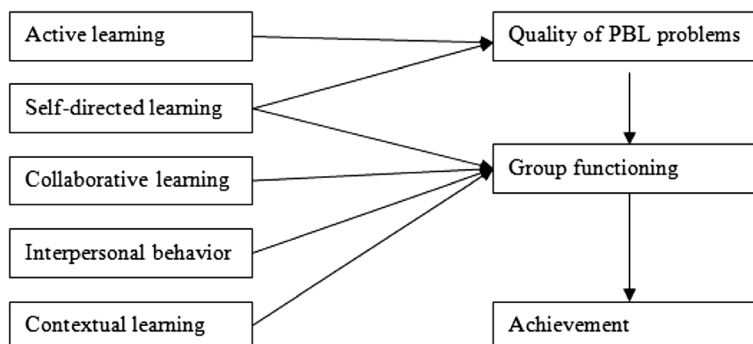 Active learning
Quality of PBL problems
Self-directed learning
Collaborative learning
Group functioning
Interpersonal behavior
Contextual learning
Achievement